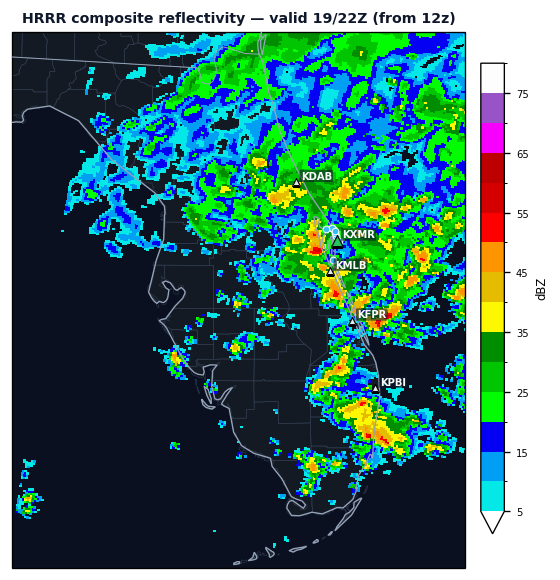 HRRR composite reflectivity — valid 19/22Z (from 12z)
KDAB
KXMR
KMLB
KFPR
KPBI
75
65
55
45
35
25
15
5
dBZ